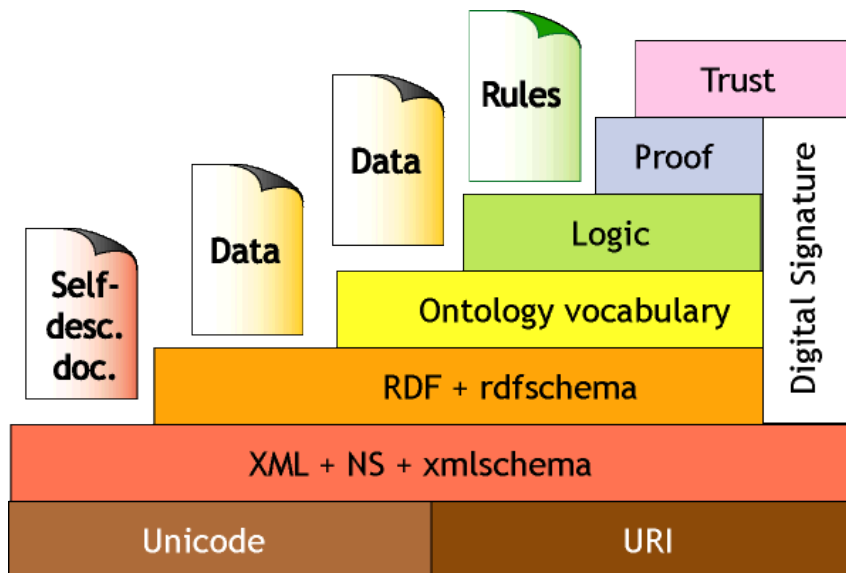 Rules
Trust
Data
Proof
Data
Logic
Self-
desc.
doc.
Ontology vocabulary
Digital Signature
RDF + rdfschema
XML + NS + xmlschema
Unicode
URI